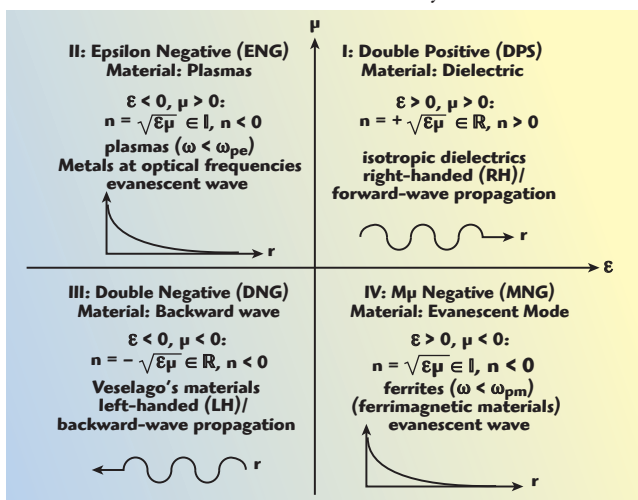 μ
II: Epsilon Negative (ENG)
Material: Plasmas
ε < 0, μ > 0:
n = √εμ ∈ 𝕀, n < 0
plasmas (ω < ωpe)
Metals at optical frequencies
evanescent wave
r
I: Double Positive (DPS)
Material: Dielectric
ε > 0, μ > 0:
n = + √εμ ∈ ℝ, n > 0
isotropic dielectrics
right-handed (RH)/
forward-wave propagation
r
ε
III: Double Negative (DNG)
Material: Backward wave
ε < 0, μ < 0:
n = – √εμ ∈ ℝ, n < 0
Veselago's materials
left-handed (LH)/
backward-wave propagation
r
IV: Mμ Negative (MNG)
Material: Evanescent Mode
ε > 0, μ < 0:
n = √εμ ∈ 𝕀, n < 0
ferrites (ω < ωpm)
(ferrimagnetic materials)
evanescent wave
r